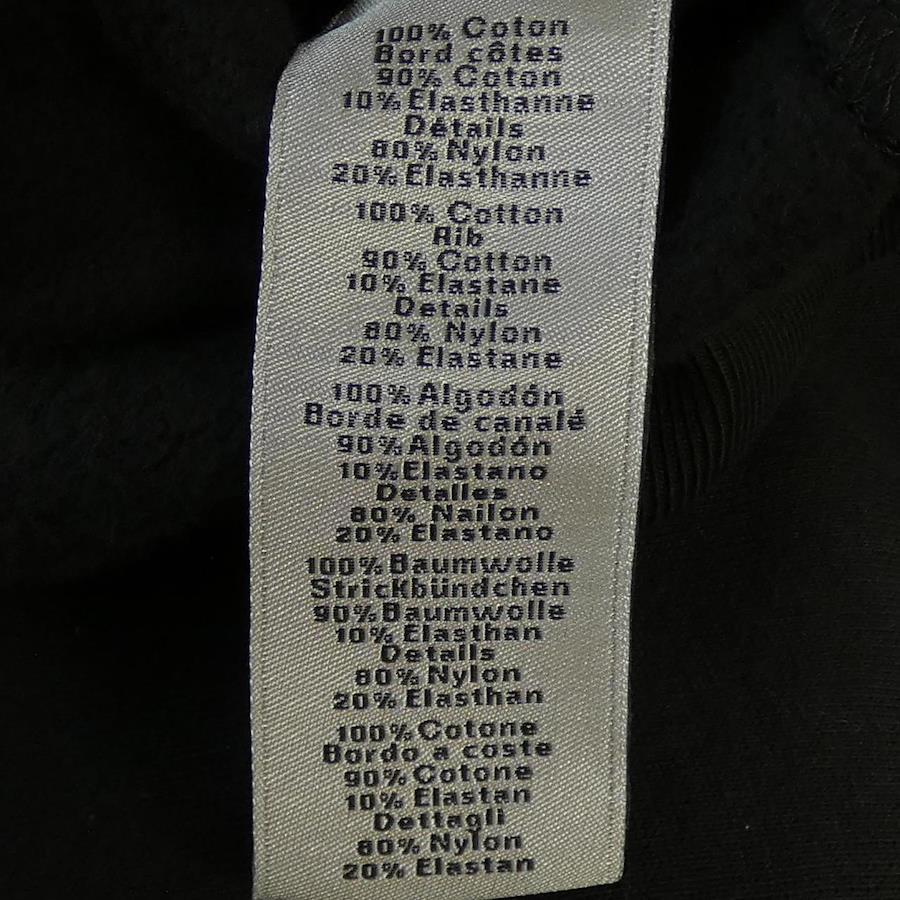 100% Coton
Bord côtes
90% Coton
10% Elasthanne
Détails
80% Nylon
20% Elasthanne
100% Cotton
Rib
90% Cotton
10% Elastane
Details
80% Nylon
20% Elastane
100% Algodón
Borde de canalé
90% Algodón
10% Elastano
Detalles
80% Nailon
20% Elastano
100% Baumwolle
Strickbündchen
90% Baumwolle
10% Elasthan
Details
80% Nylon
20% Elasthan
100% Cotone
Bordo a coste
90% Cotone
10% Elastan
Dettagli
80% Nylon
20% Elastan